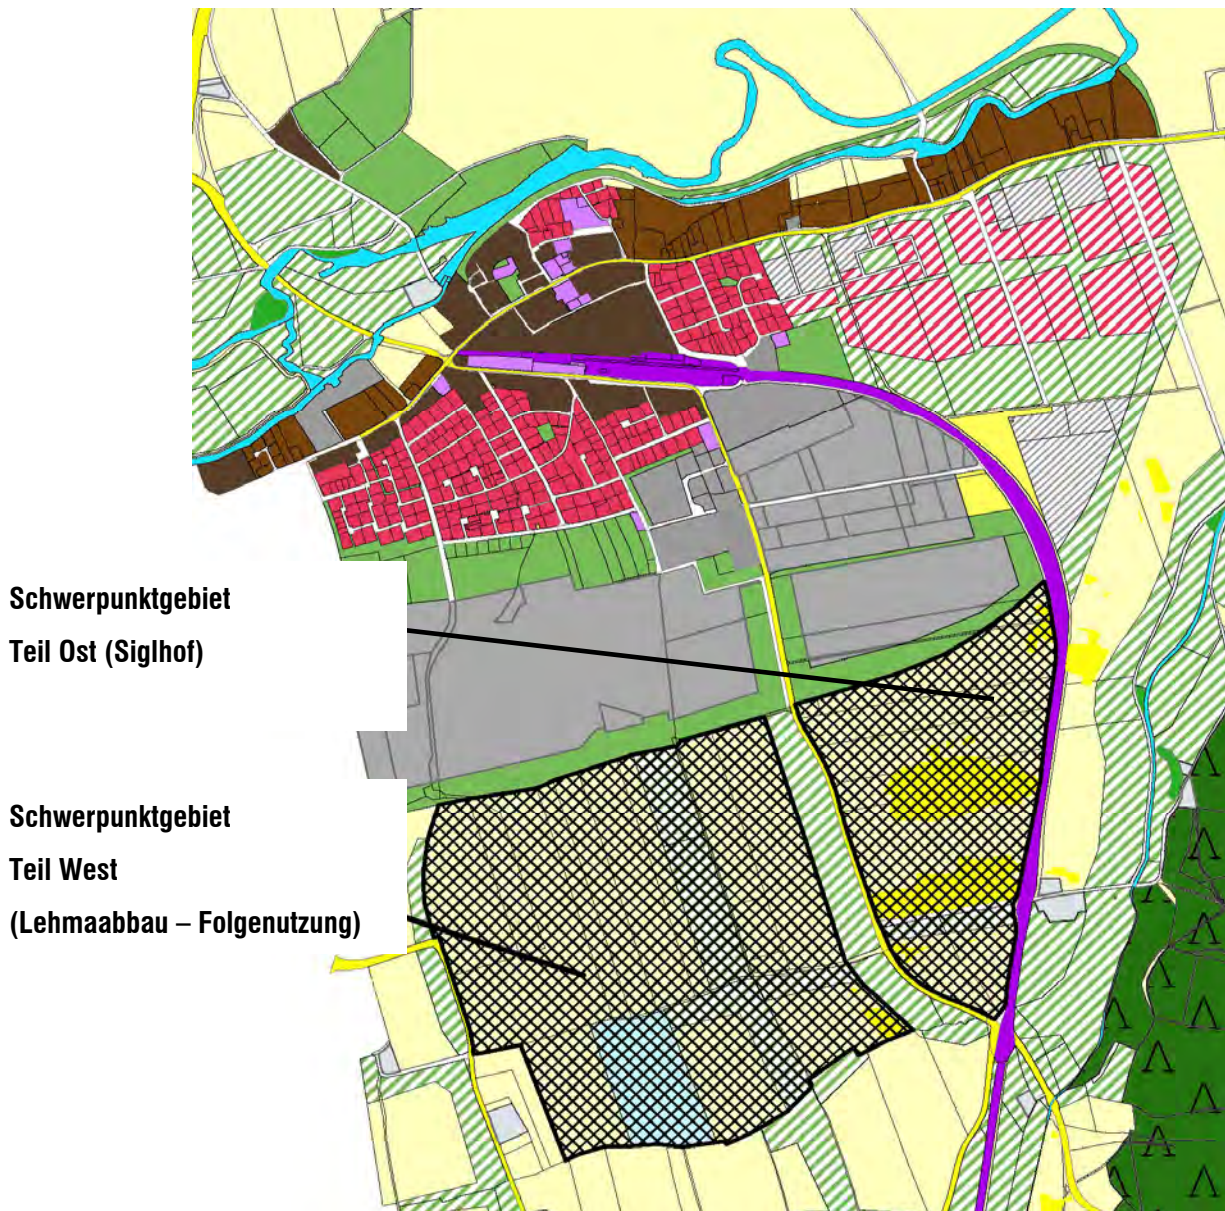 Schwerpunktgebiet
Teil Ost (Siglhof)
Schwerpunktgebiet
Teil West
(Lehmaabbau – Folgenutzung)